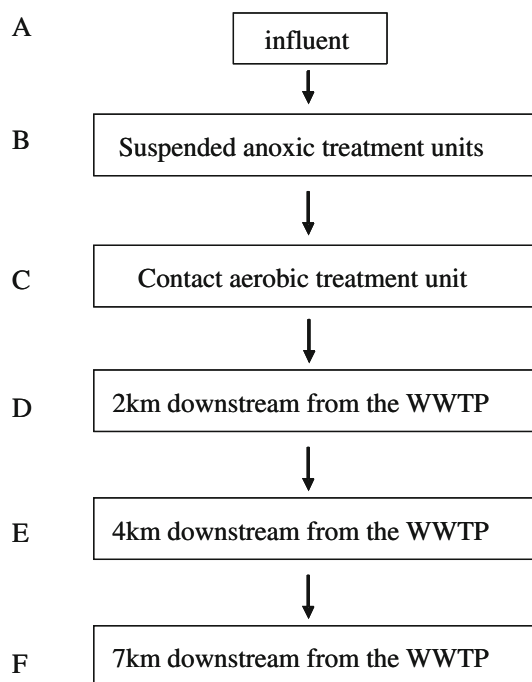 A
influent
B
Suspended anoxic treatment units
C
Contact aerobic treatment unit
D
2km downstream from the WWTP
E
4km downstream from the WWTP
F
7km downstream from the WWTP